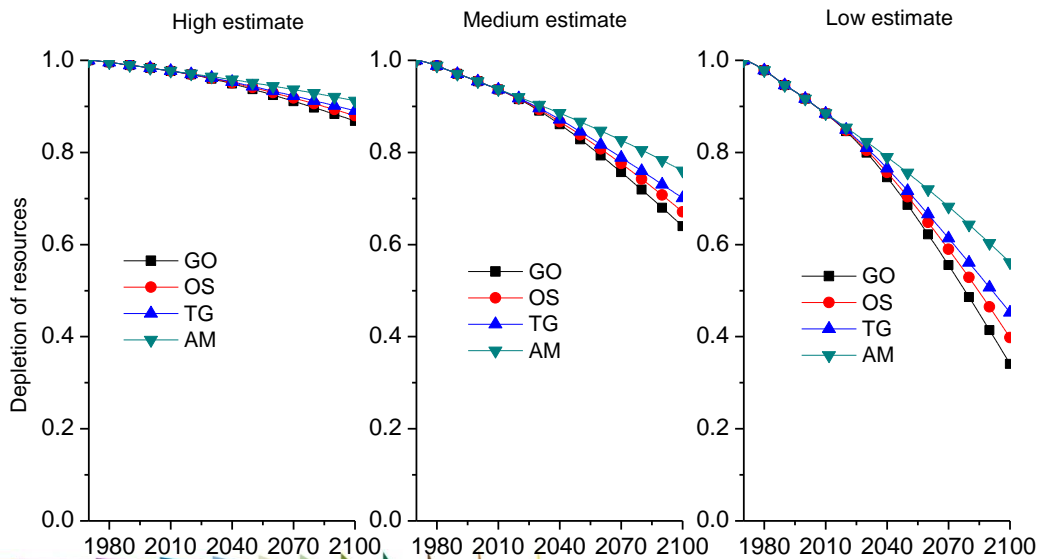 High estimate
Medium estimate
Low estimate
Depletion of resources
1.0
0.8
0.6
0.4
0.2
0.0
GO
OS
TG
AM
1980 2010 2040 2070 2100
1.0
0.8
0.6
0.4
0.2
0.0
GO
OS
TG
AM
1980 2010 2040 2070 2100
1.0
0.8
0.6
0.4
0.2
0.0
GO
OS
TG
AM
1980 2010 2040 2070 2100